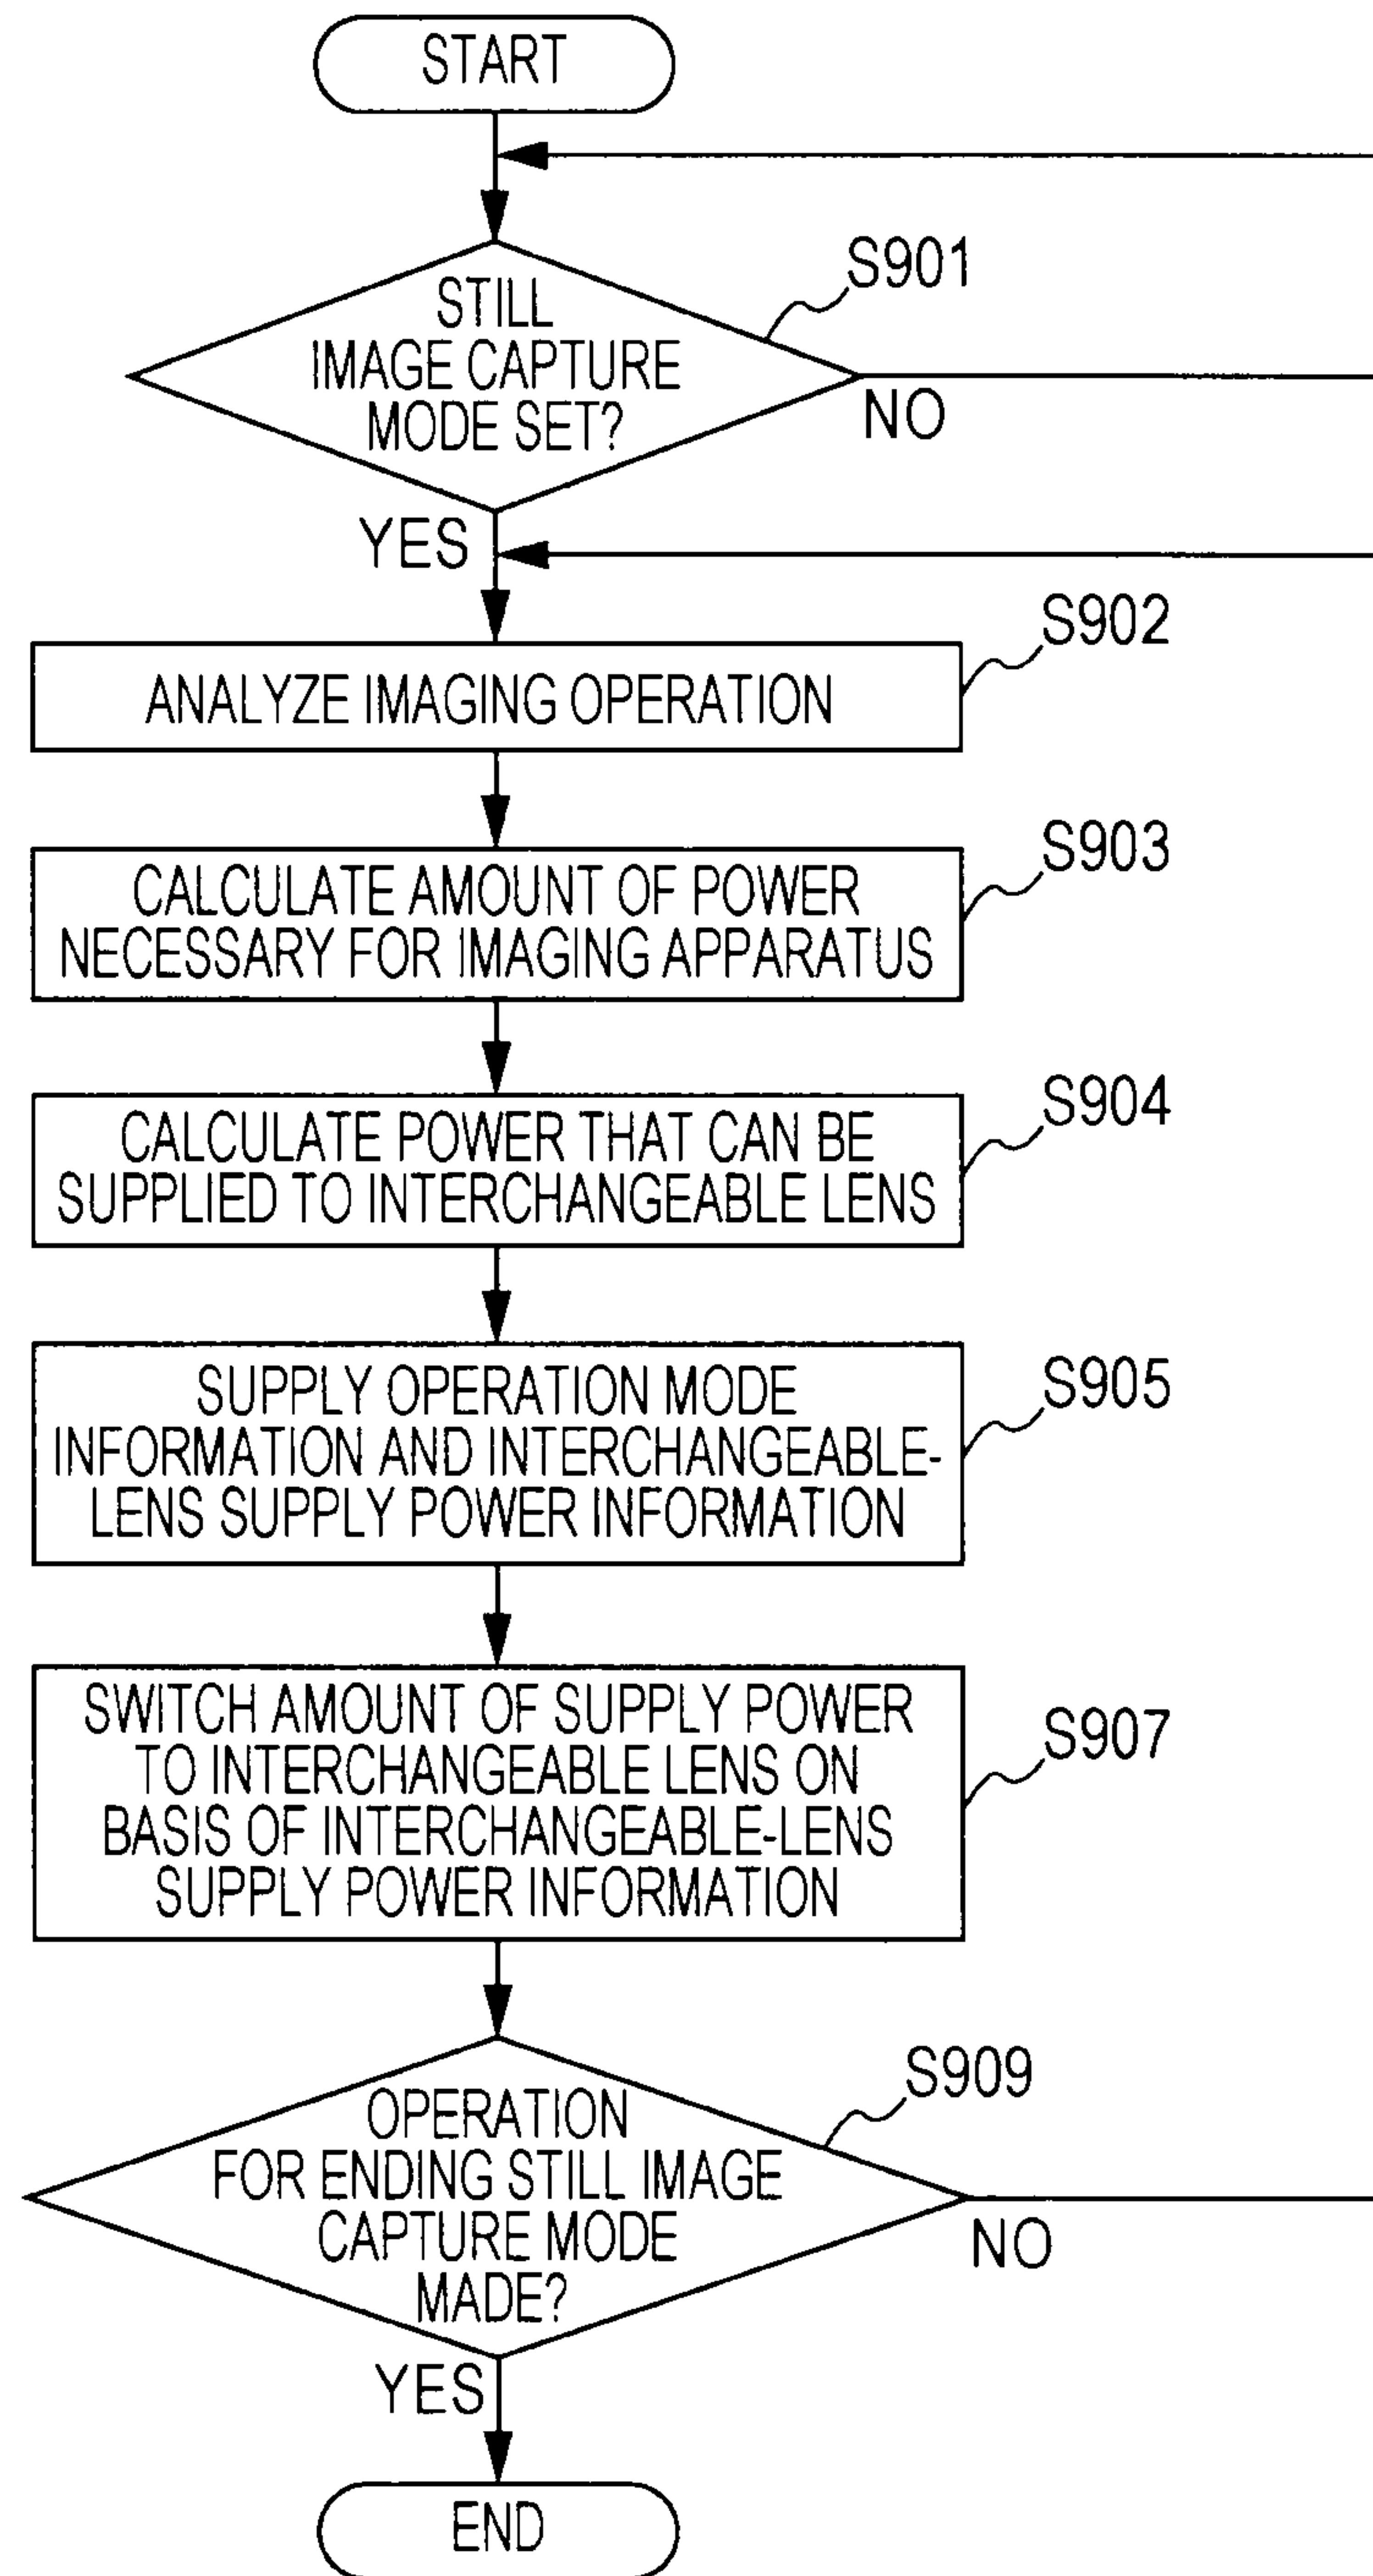 START
S901
STILL
IMAGE CAPTURE
MODE SET?
NO
YES
S902
ANALYZE IMAGING OPERATION
S903
CALCULATE AMOUNT OF POWER
NECESSARY FOR IMAGING APPARATUS
S904
CALCULATE POWER THAT CAN BE
SUPPLIED TO INTERCHANGEABLE LENS
S905
SUPPLY OPERATION MODE
INFORMATION AND INTERCHANGEABLE-
LENS SUPPLY POWER INFORMATION
S907
SWITCH AMOUNT OF SUPPLY POWER
TO INTERCHANGEABLE LENS ON
BASIS OF INTERCHANGEABLE-LENS
SUPPLY POWER INFORMATION
S909
OPERATION
FOR ENDING STILL IMAGE
CAPTURE MODE
MADE?
NO
YES
END